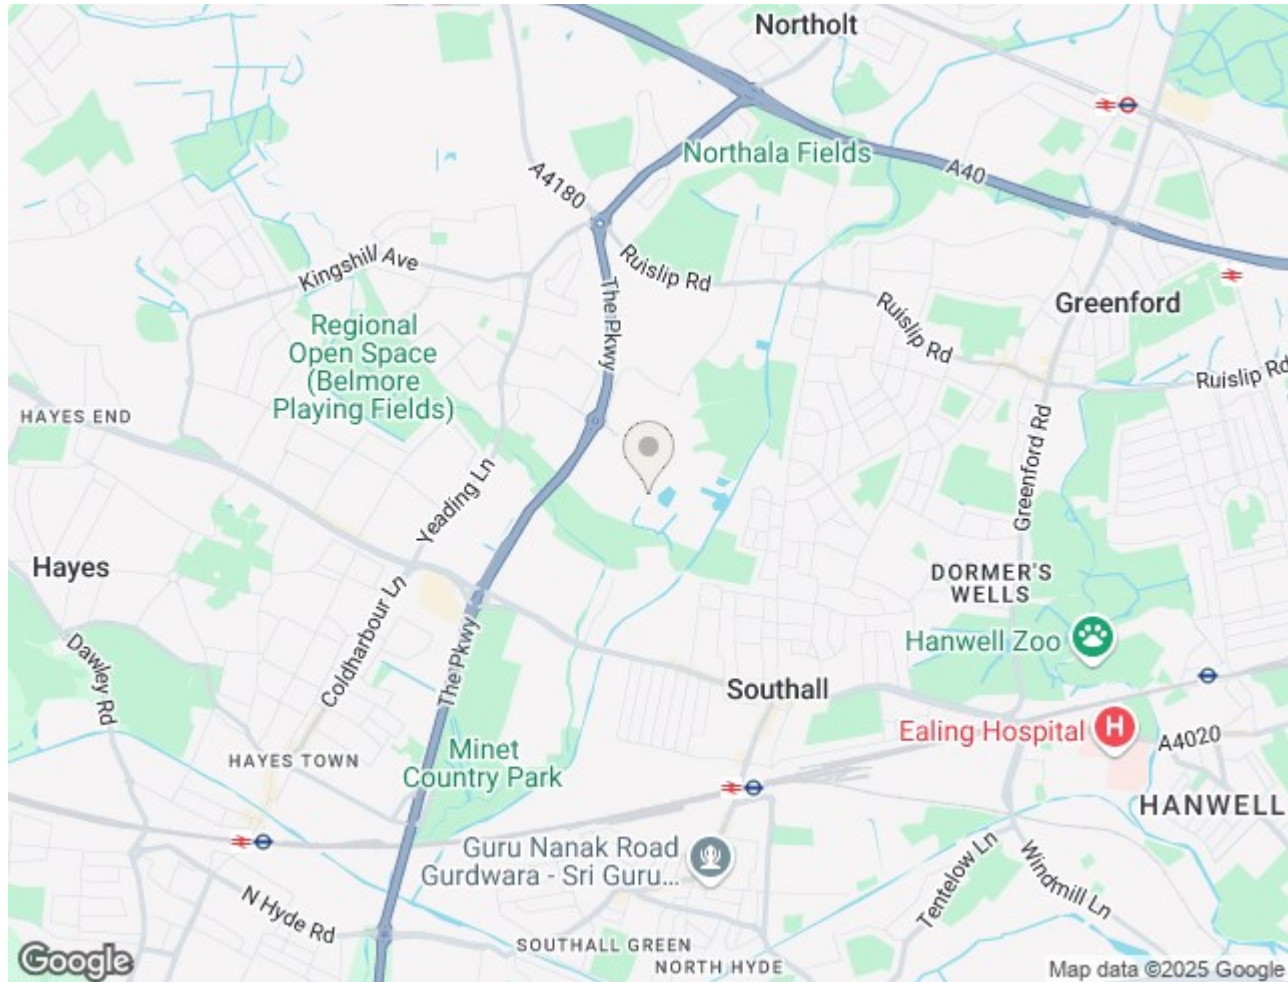 Northolt
Northala Fields
A40
A4180
Kingshill Ave
Ruislip Rd
The Pkwy
Ruislip Rd
Greenford
Regional
Open Space
(Belmore
Playing Fields)
Ruislip Rd
HAYES END
Yeading Ln
Greenford Rd
Hayes
DORMER'S
WELLS
Coldharbour Ln
Hanwell Zoo
Dawley Rd
The Pkwy
Southall
Ealing Hospital
H
A4020
Minet
Country Park
HAYES TOWN
HANWELL
Guru Nanak Road
Gurdwara - Sri Guru...
Tentelow Ln
Windmill Ln
N Hyde Rd
SOUTHALL GREEN
NORTH HYDE
Google
Map data ©2025 Google